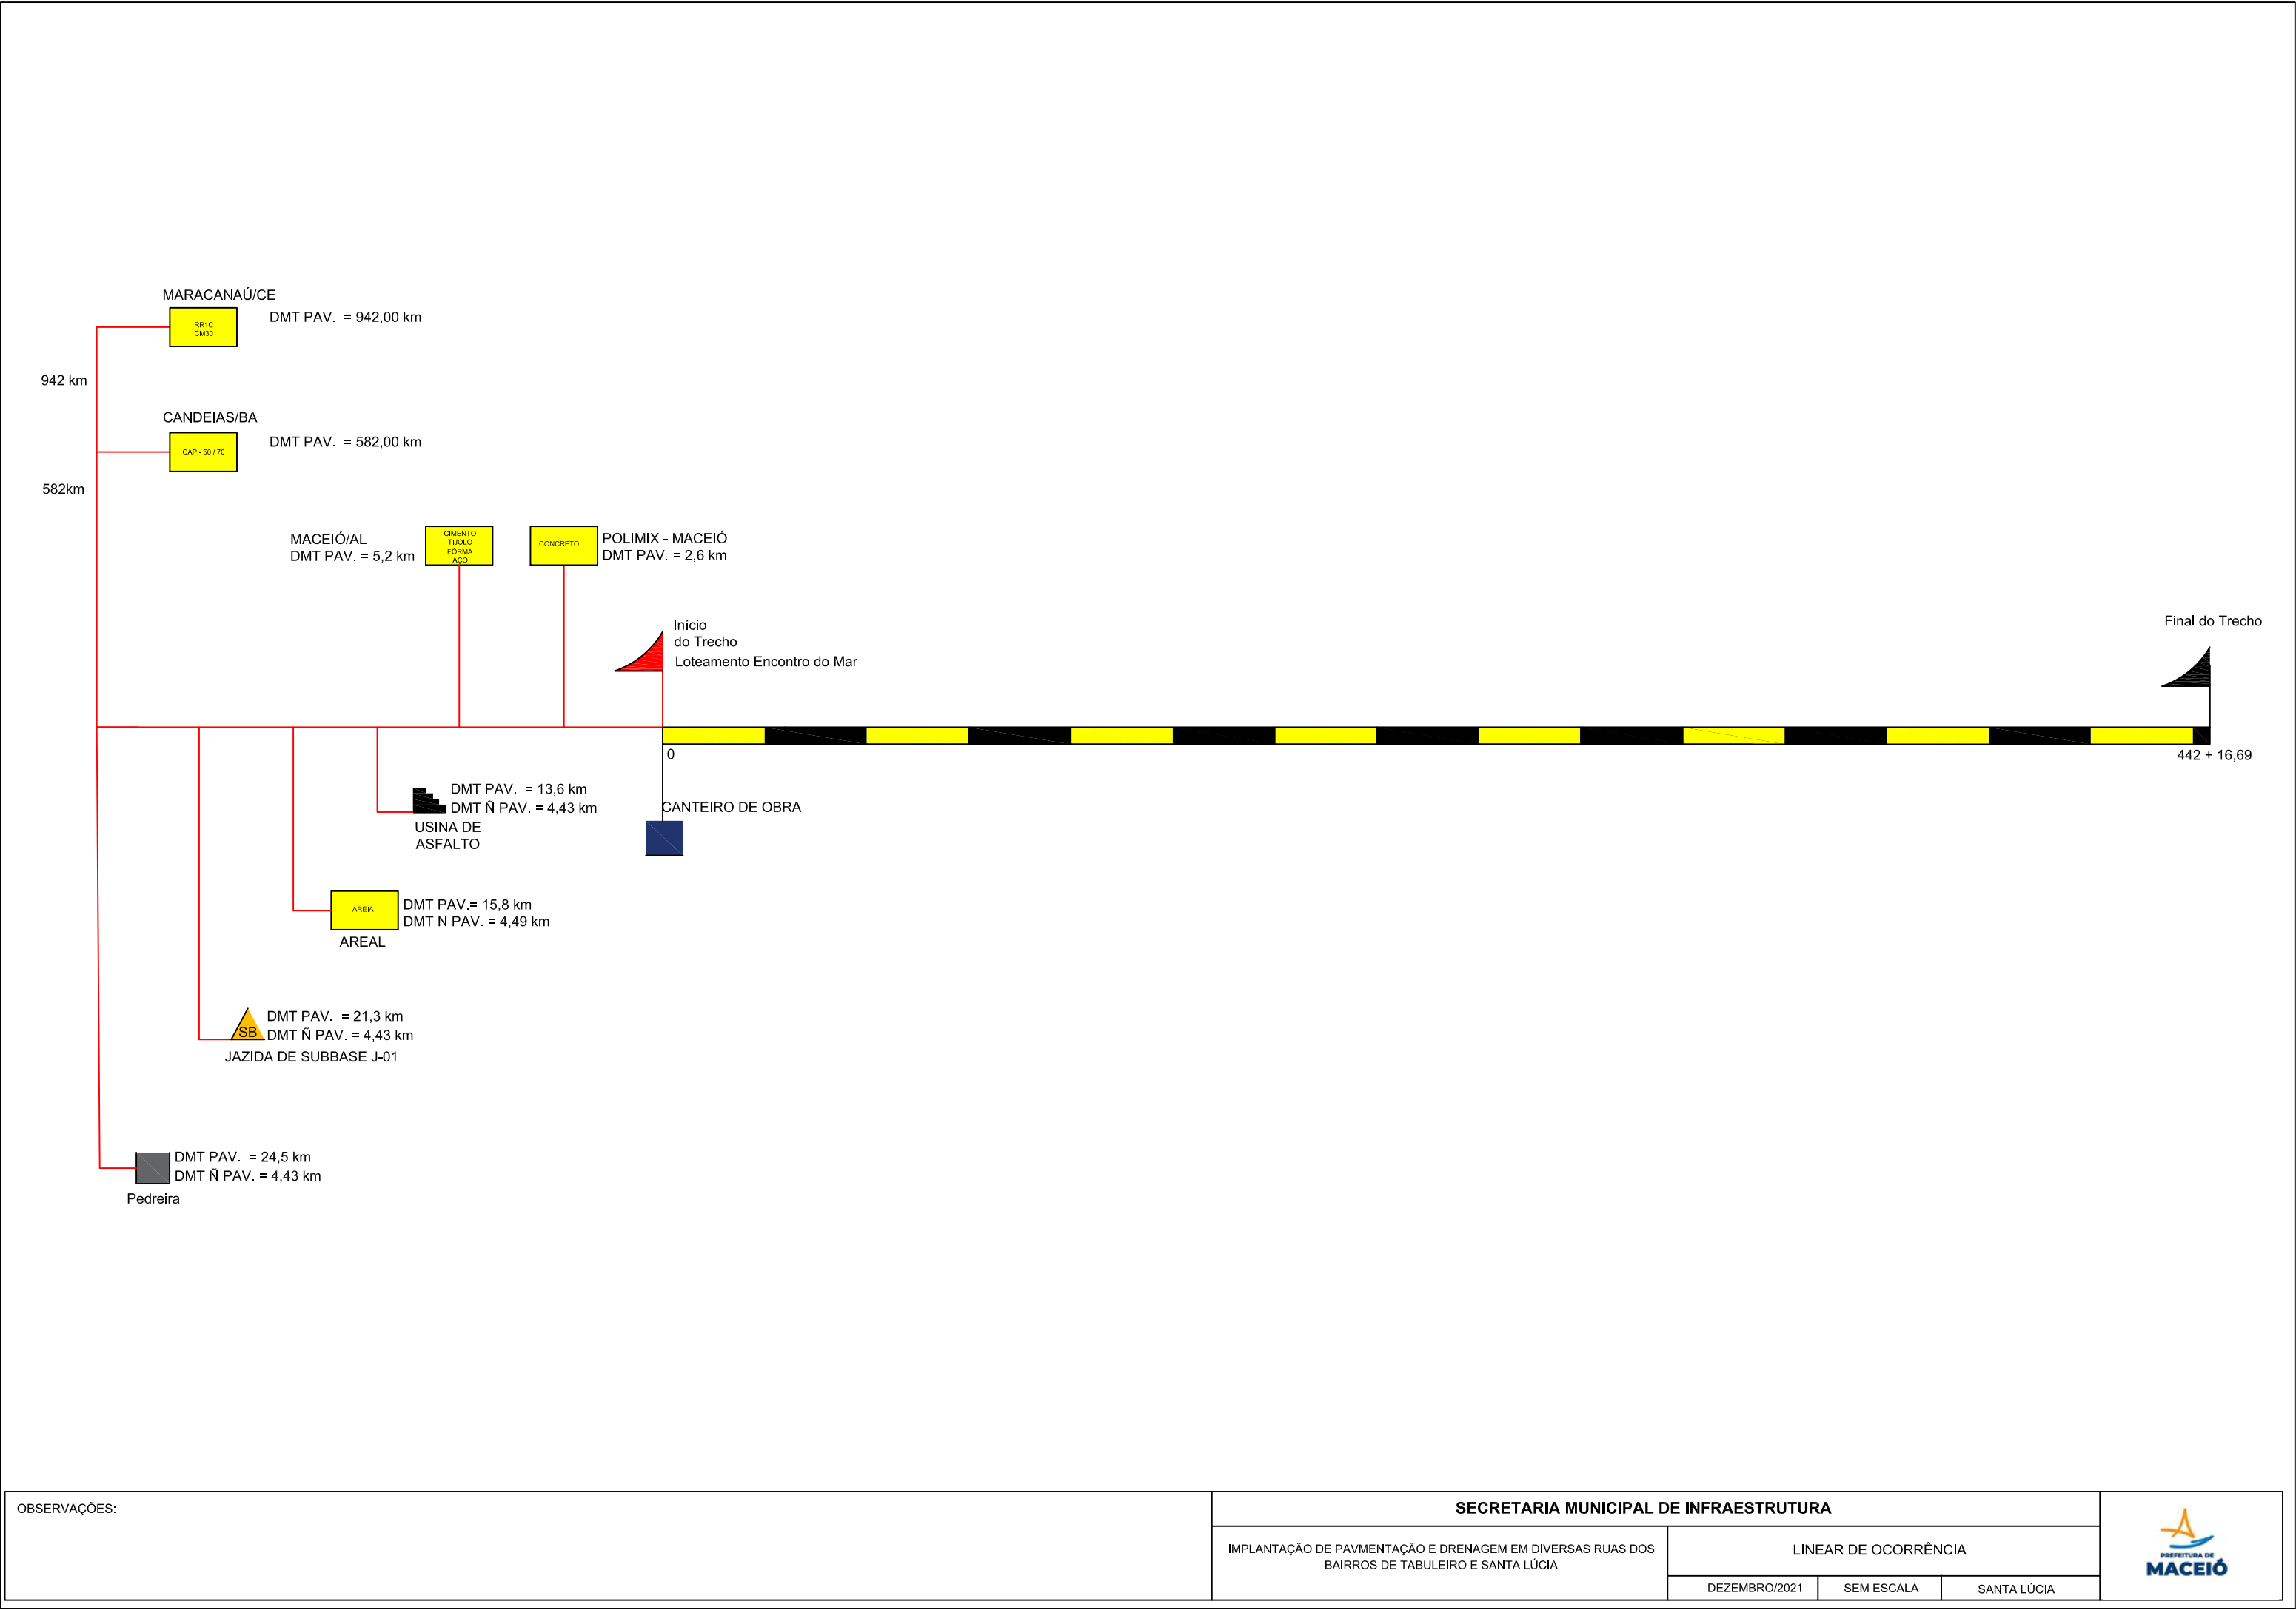 MARACANAÚ/CE
RR1C
CM30
DMT PAV.  = 942,00 km
942 km
CANDEIAS/BA
CAP - 50 / 70
DMT PAV.  = 582,00 km
582km
MACEIÓ/AL
DMT PAV. = 5,2 km
CIMENTO
TIJOLO
FÔRMA
AÇO
CONCRETO
POLIMIX - MACEIÓ
DMT PAV. = 2,6 km
Início
do Trecho
Loteamento Encontro do Mar
Final do Trecho
0
442 + 16,69
DMT PAV.  = 13,6 km
DMT Ñ PAV. = 4,43 km
USINA DE
ASFALTO
CANTEIRO DE OBRA
AREIA
DMT PAV.= 15,8 km
DMT N PAV. = 4,49 km
AREAL
SB
DMT PAV.  = 21,3 km
DMT Ñ PAV. = 4,43 km
JAZIDA DE SUBBASE J-01
DMT PAV.  = 24,5 km
DMT Ñ PAV. = 4,43 km
Pedreira
OBSERVAÇÕES:
SECRETARIA MUNICIPAL DE INFRAESTRUTURA
IMPLANTAÇÃO DE PAVMENTAÇÃO E DRENAGEM EM DIVERSAS RUAS DOS
BAIRROS DE TABULEIRO E SANTA LÚCIA
LINEAR DE OCORRÊNCIA
DEZEMBRO/2021
SEM ESCALA
SANTA LÚCIA
PREFEITURA DE
MACEIÓ